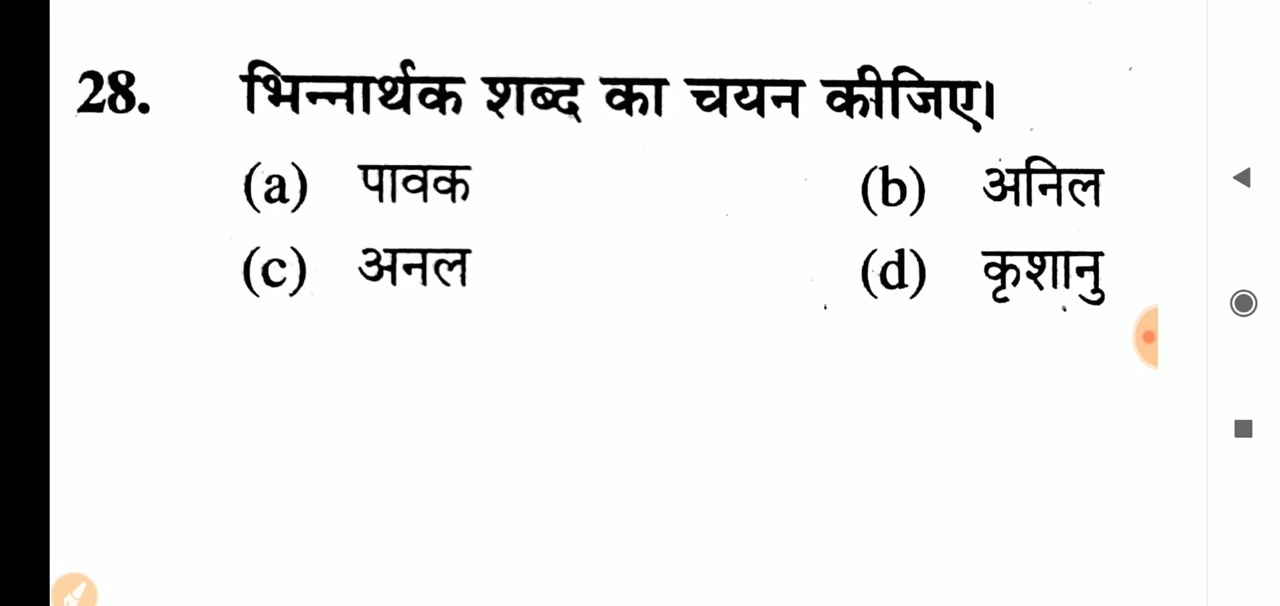 28. भिन्नार्थक शब्द का चयन कीजिए।
(a) पावक (b) अनिल
(c) अनल (d) कृशानु